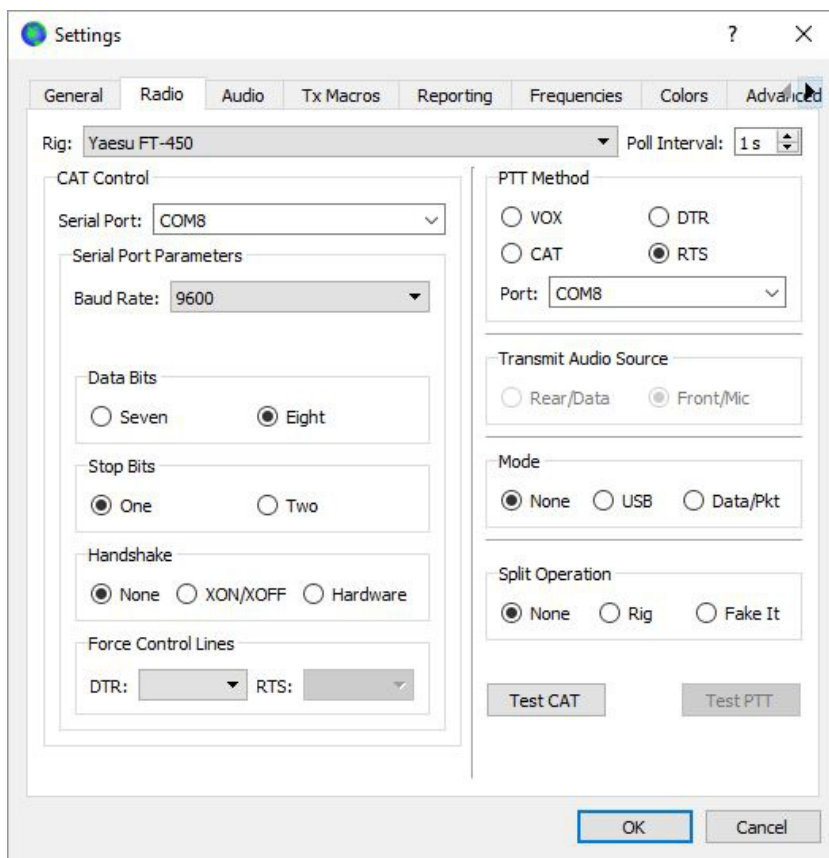 Settings
?
General Radio Audio Tx Macros Reporting Frequencies Colors Advanced
Rig: Yaesu FT-450 Poll Interval: 1 s
CAT Control
Serial Port: COM8
Serial Port Parameters
Baud Rate: 9600
Data Bits
Seven Eight
Stop Bits
One Two
Handshake
None XON/XOFF Hardware
Force Control Lines
DTR: RTS:
PTT Method
VOX DTR
CAT RTS
Port: COM8
Transmit Audio Source
Rear/Data Front/Mic
Mode
None USB Data/Pkt
Split Operation
None Rig Fake It
Test CAT Test PTT
OK Cancel